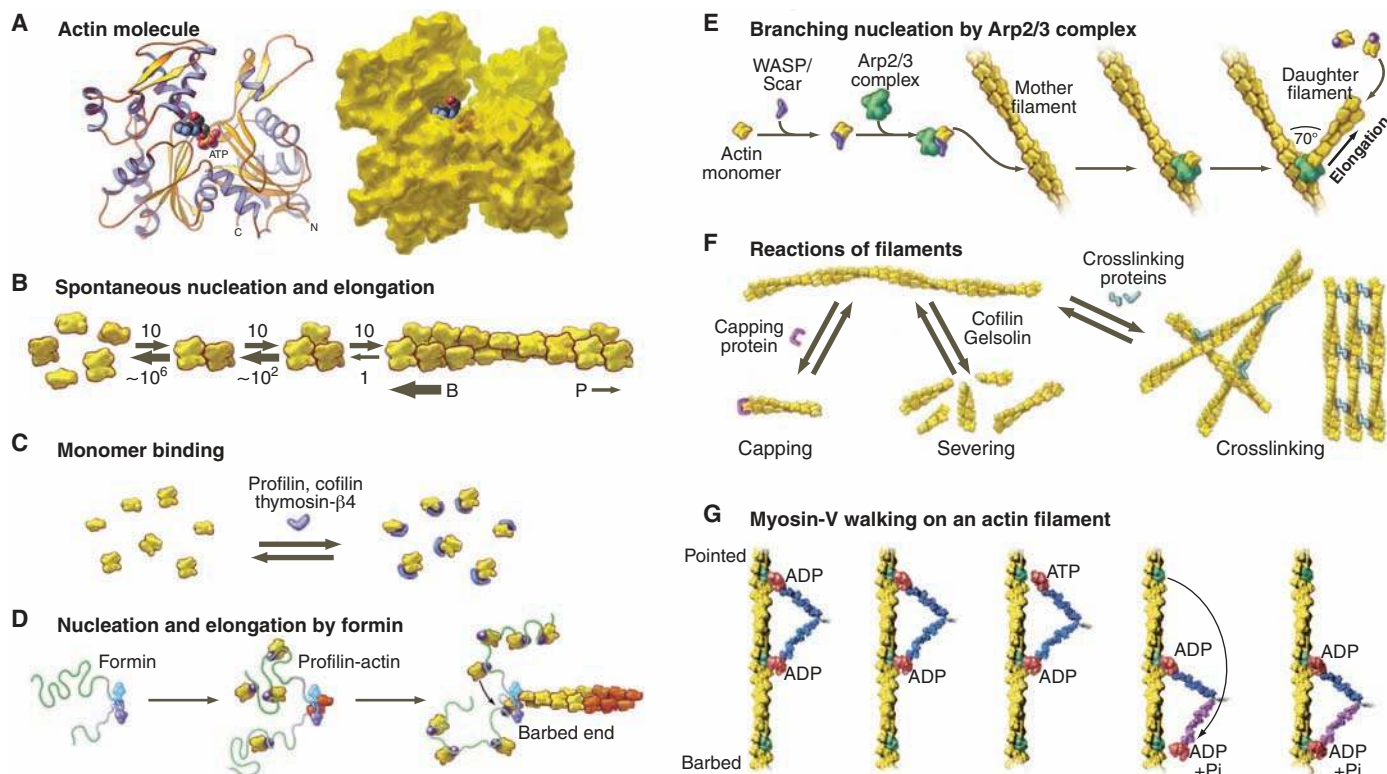 A Actin molecule
ATP
C
N
B Spontaneous nucleation and elongation
10 10 10
~10⁶ ~10² 1
B P
C Monomer binding
Profilin, cofilin
thymosin-β4
D Nucleation and elongation by formin
Formin
Profilin-actin
Barbed end
E Branching nucleation by Arp2/3 complex
WASP/
Scar
Arp2/3
complex
Actin
monomer
Mother
filament
Daughter
filament
70°
Elongation
F Reactions of filaments
Capping
protein
Cofilin
Gelsolin
Crosslinking
proteins
Capping
Severing
Crosslinking
G Myosin-V walking on an actin filament
Pointed
Barbed
ADP
ADP
ADP
ADP
ATP
ADP
ADP
ADP
+Pi
ADP
ADP
+Pi